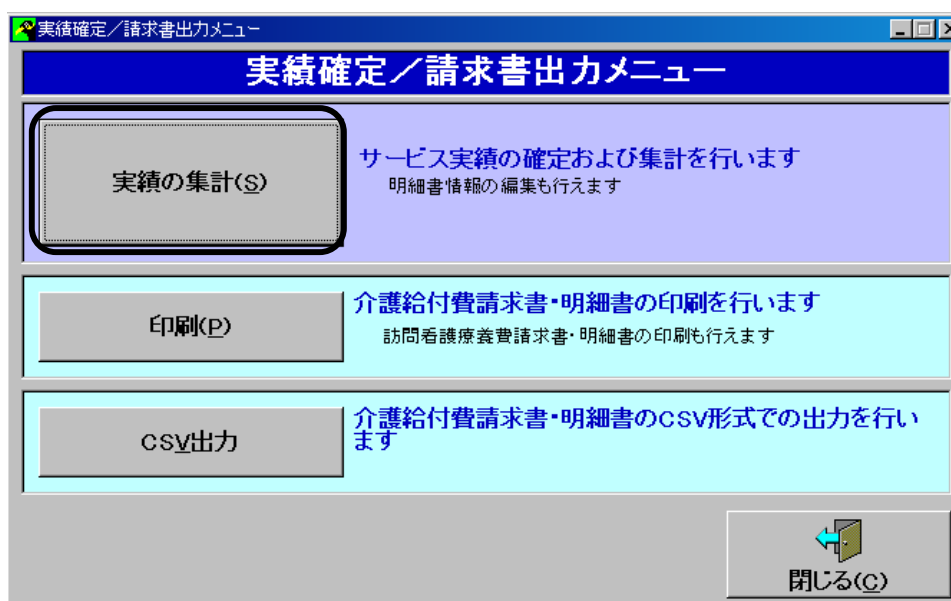 実績確定／請求書出力メニュー
実績確定／請求書出力メニュー
実績の集計(S)
サービス実績の確定および集計を行います
明細書情報の編集も行えます
印刷(P)
介護給付費請求書・明細書の印刷を行います
訪問看護療養費請求書・明細書の印刷も行えます
CSV出力
介護給付費請求書・明細書のCSV形式での出力を行い
ます
閉じる(C)